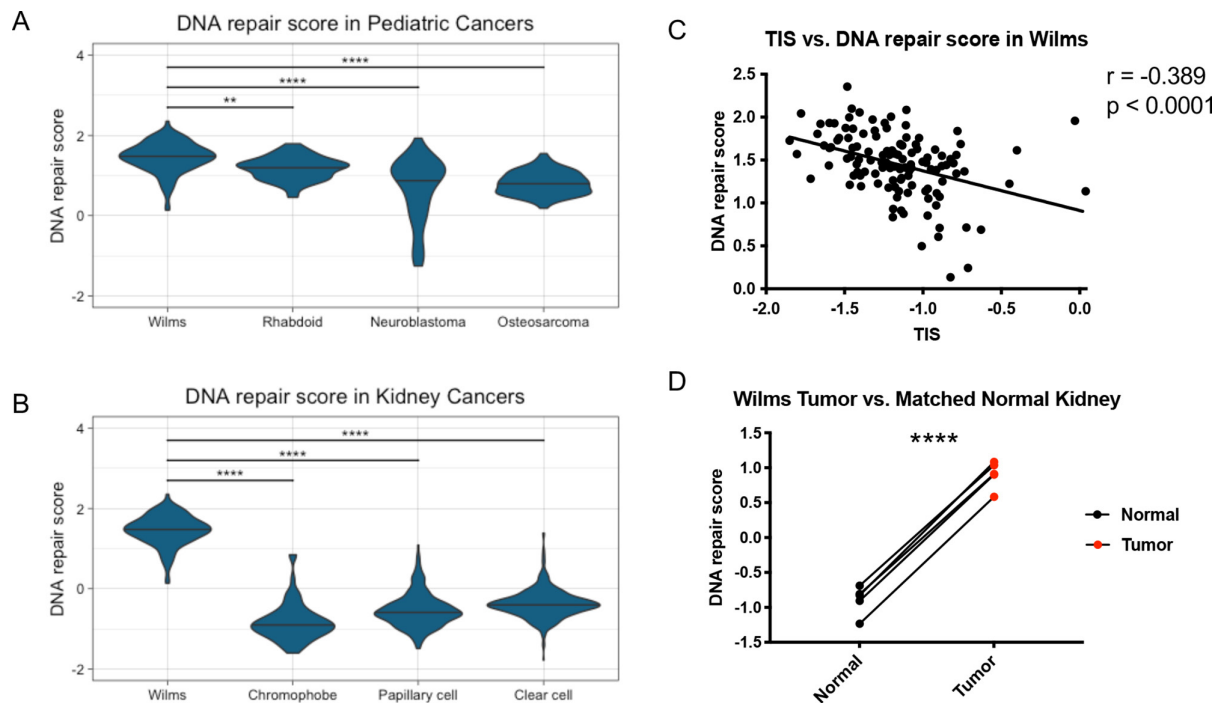 A
DNA repair score in Pediatric Cancers
DNA repair score
4
2
0
-2
****
****
**
Wilms
Rhabdoid
Neuroblastoma
Osteosarcoma
B
DNA repair score in Kidney Cancers
DNA repair score
4
2
-0
-2
****
****
****
Wilms
Chromophobe
Papillary cell
Clear cell
C
TIS vs. DNA repair score in Wilms
r = -0.389
p < 0.0001
DNA repair score
2.5
2.0
1.5
1.0
0.5
0.0
-2.0
-1.5
-1.0
-0.5
0.0
TIS
D
Wilms Tumor vs. Matched Normal Kidney
****
DNA repair score
1.5
1.0
0.5
0.0
-0.5
-1.0
-1.5
Normal
Tumor
Normal
Tumor